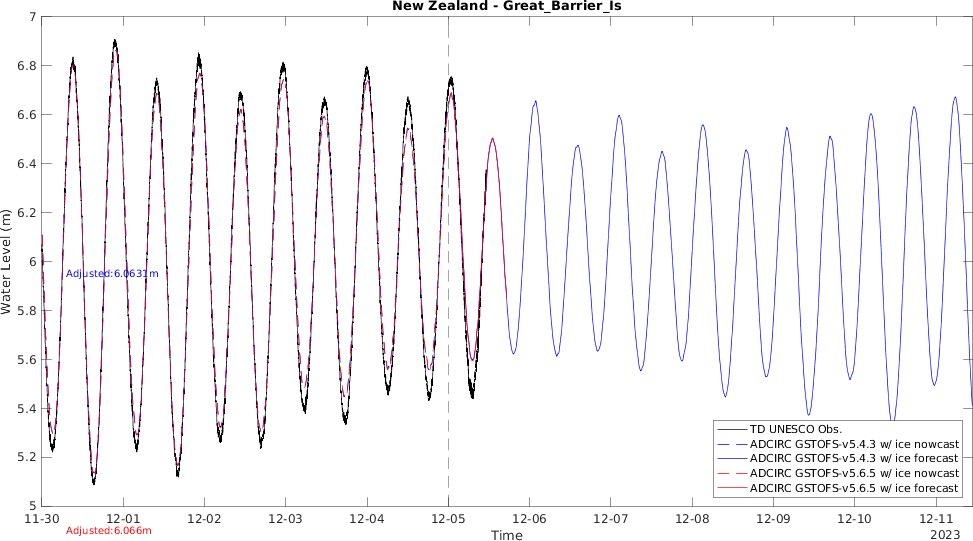 New Zealand - Great_Barrier_Is
7
6.8
6.6
6.4
6.2
6
5.8
5.6
5.4
5.2
5
Water Level (m)
Adjusted:6.0631m
TD UNESCO Obs.
ADCIRC GSTOFS-v5.4.3 w/ ice nowcast
ADCIRC GSTOFS-v5.4.3 w/ ice forecast
ADCIRC GSTOFS-v5.6.5 w/ ice nowcast
ADCIRC GSTOFS-v5.6.5 w/ ice forecast
11-30 12-01 12-02 12-03 12-04 12-05 12-06 12-07 12-08 12-09 12-10 12-11
Adjusted:6.066m
Time
2023